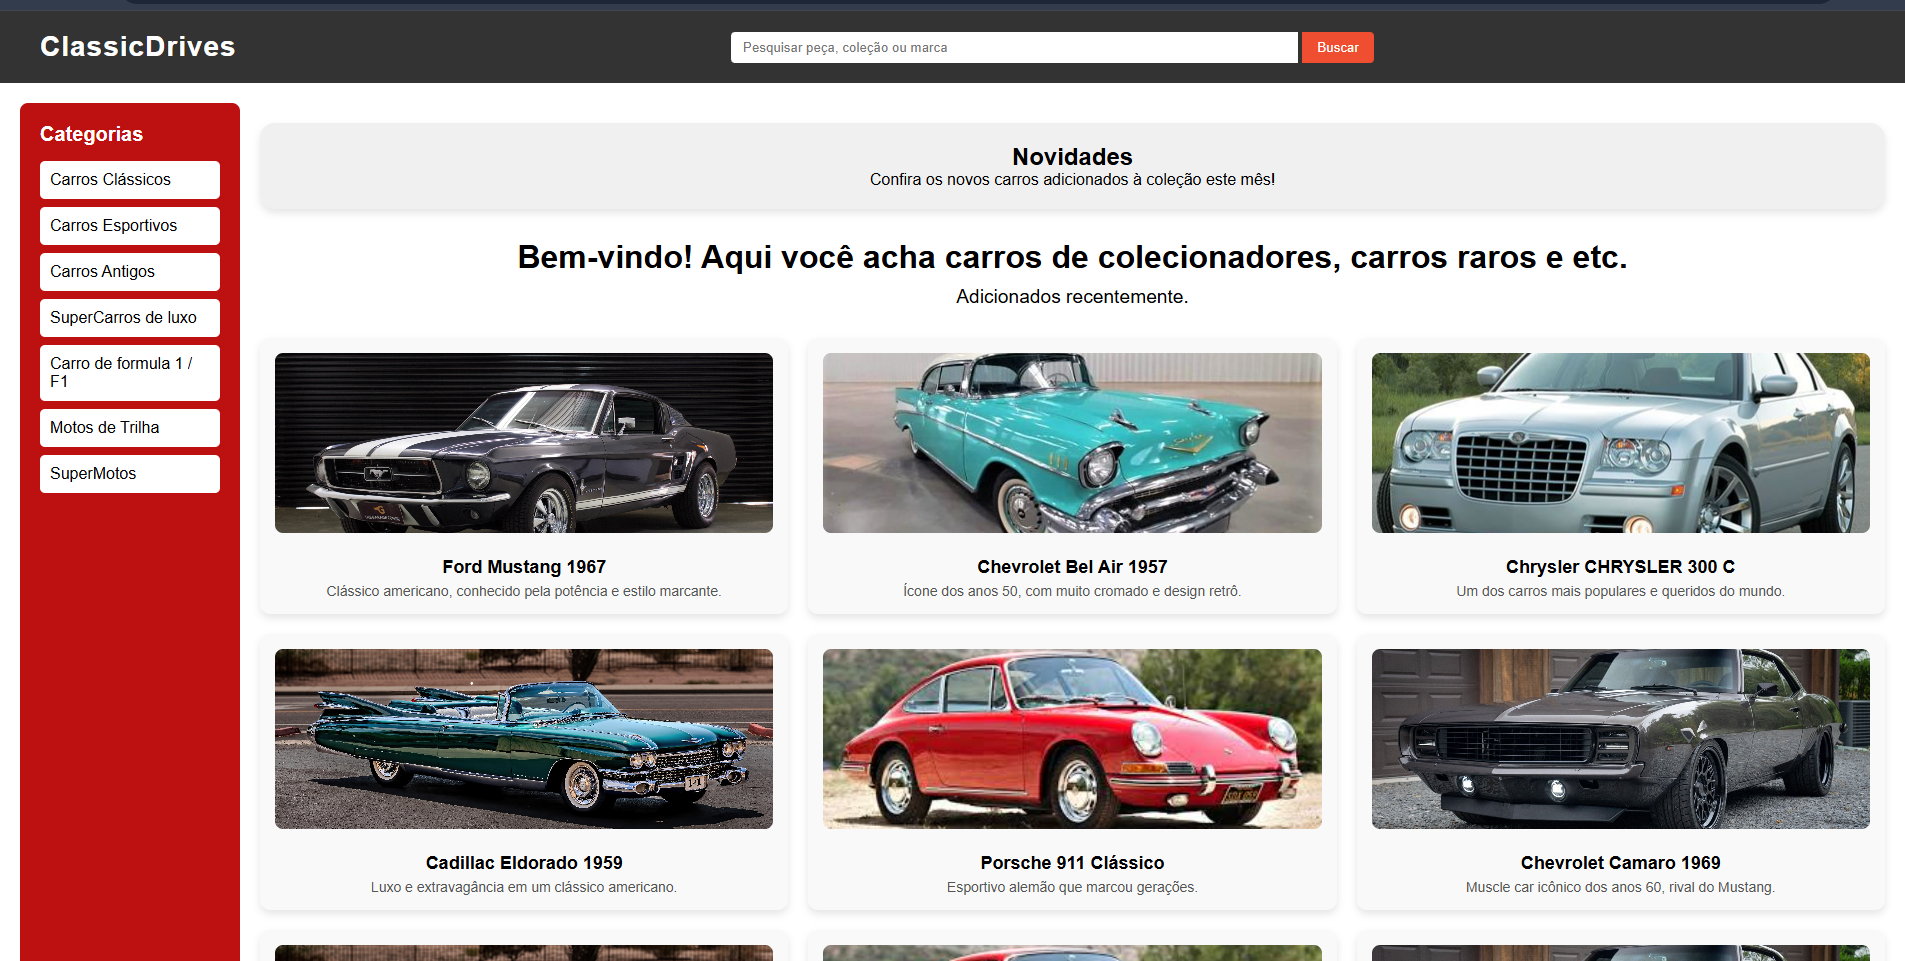 ClassicDrives
Pesquisar peça, coleção ou marca
Buscar
Categorias
Carros Clássicos
Carros Esportivos
Carros Antigos
SuperCarros de luxo
Carro de formula 1 /
F1
Motos de Trilha
SuperMotos
Novidades
Confira os novos carros adicionados à coleção este mês!
Bem-vindo! Aqui você acha carros de colecionadores, carros raros e etc.
Adicionados recentemente.
Ford Mustang 1967
Clássico americano, conhecido pela potência e estilo marcante.
Chevrolet Bel Air 1957
Ícone dos anos 50, com muito cromado e design retrô.
Chrysler CHRYSLER 300 C
Um dos carros mais populares e queridos do mundo.
Cadillac Eldorado 1959
Luxo e extravagância em um clássico americano.
Porsche 911 Clássico
Esportivo alemão que marcou gerações.
Chevrolet Camaro 1969
Muscle car icônico dos anos 60, rival do Mustang.